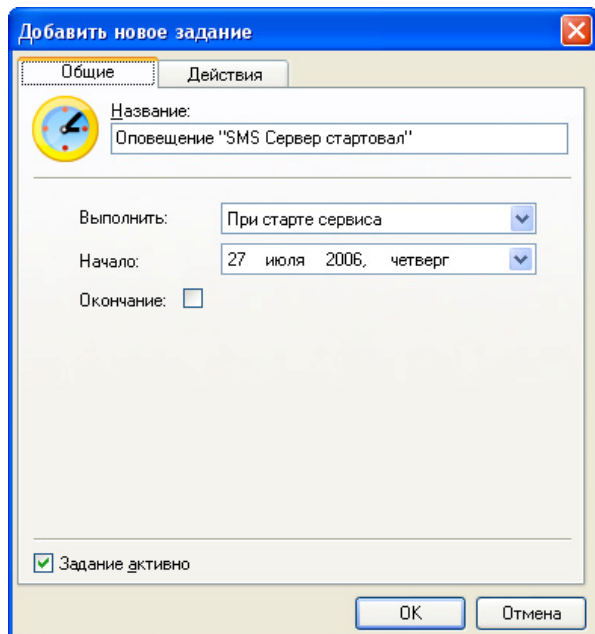 Добавить новое задание
Общие Действия
Название:
Оповещение "SMS Сервер стартовал"
Выполнить: При старте сервиса
Начало: 27 июля 2006, четверг
Окончание:
Задание активно
OK Отмена